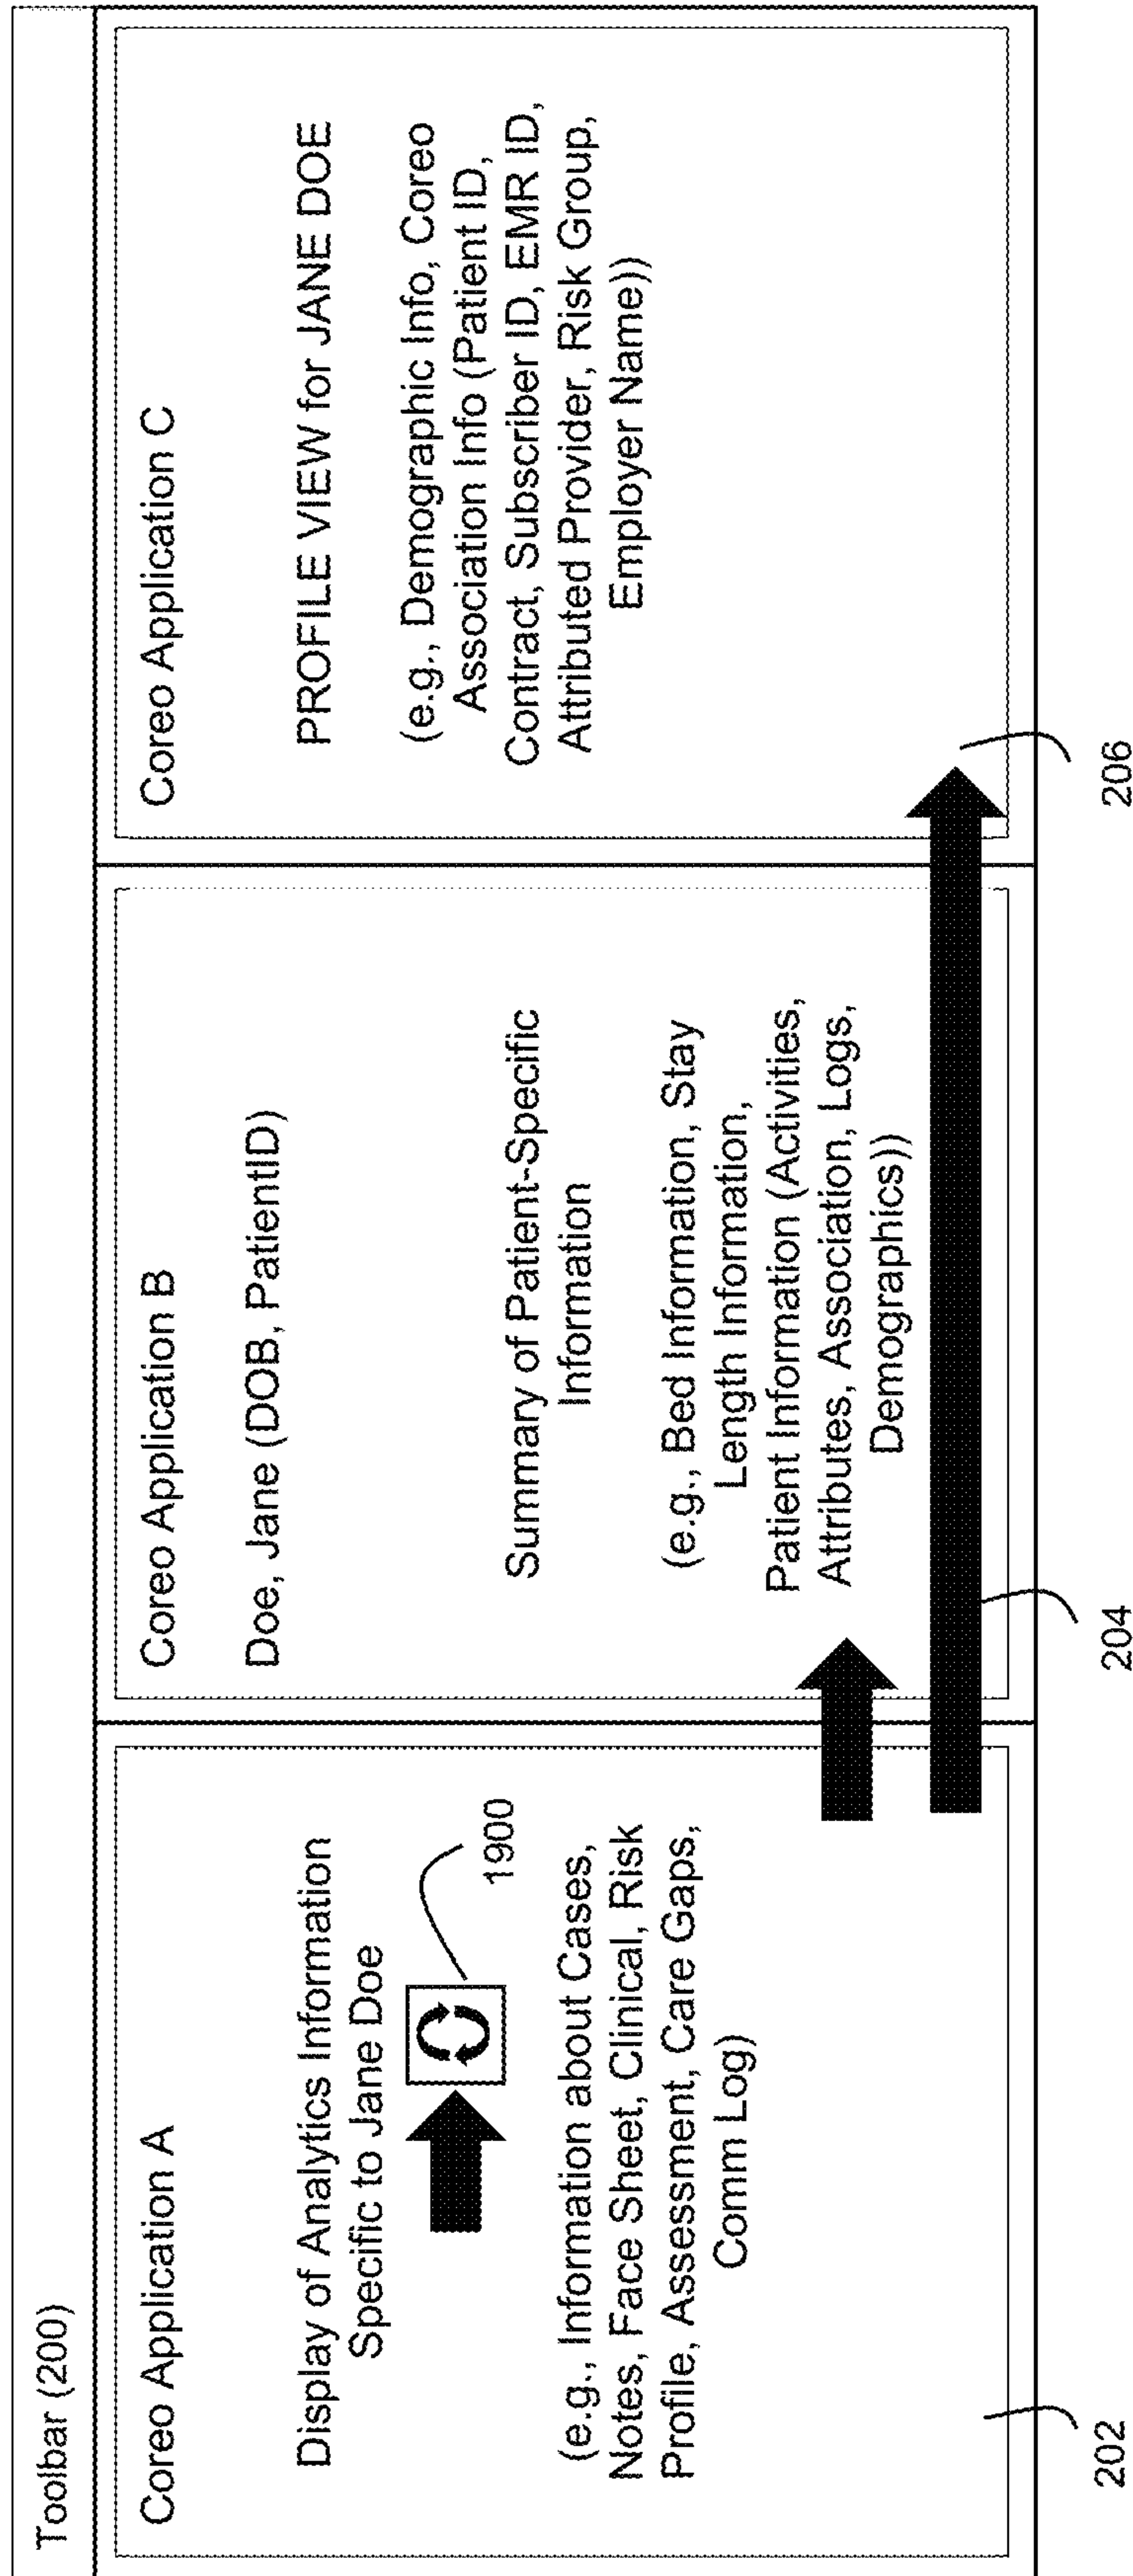 Toolbar (200)
Coreo Application A
Display of Analytics Information
Specific to Jane Doe
1900
(e.g., Information about Cases,
Notes, Face Sheet, Clinical, Risk
Profile, Assessment, Care Gaps,
Comm Log)
202
Coreo Application B
Doe, Jane (DOB, PatientID)
Summary of Patient-Specific
Information
(e.g., Bed Information, Stay
Length Information,
Patient Information (Activities,
Attributes, Association, Logs,
Demographics))
204
Coreo Application C
PROFILE VIEW for JANE DOE
(e.g., Demographic Info, Coreo
Association Info (Patient ID,
Contract, Subscriber ID, EMR ID,
Attributed Provider, Risk Group,
Employer Name))
206